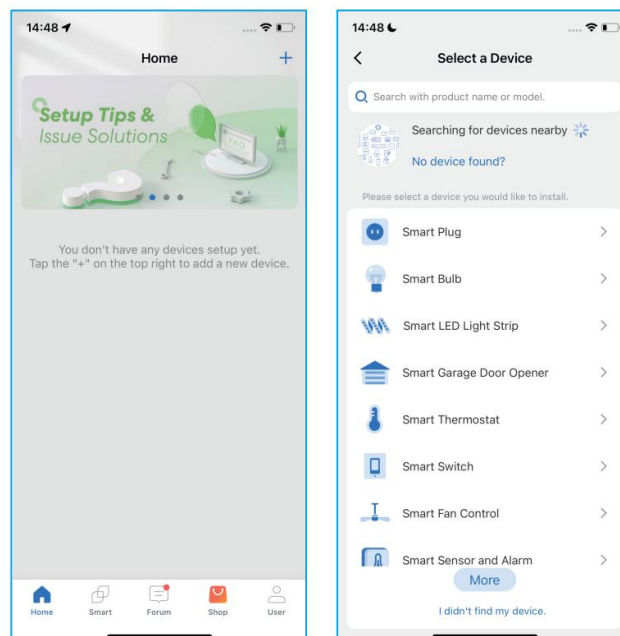 14:48
Home
Setup Tips &
Issue Solutions
FAQ
You don't have any devices setup yet.
Tap the "+" on the top right to add a new device.
Home
Smart
Forum
Shop
User
14:48
Select a Device
Search with product name or model.
Searching for devices nearby
No device found?
Please select a device you would like to install.
Smart Plug
Smart Bulb
Smart LED Light Strip
Smart Garage Door Opener
Smart Thermostat
Smart Switch
Smart Fan Control
Smart Sensor and Alarm
More
I didn't find my device.